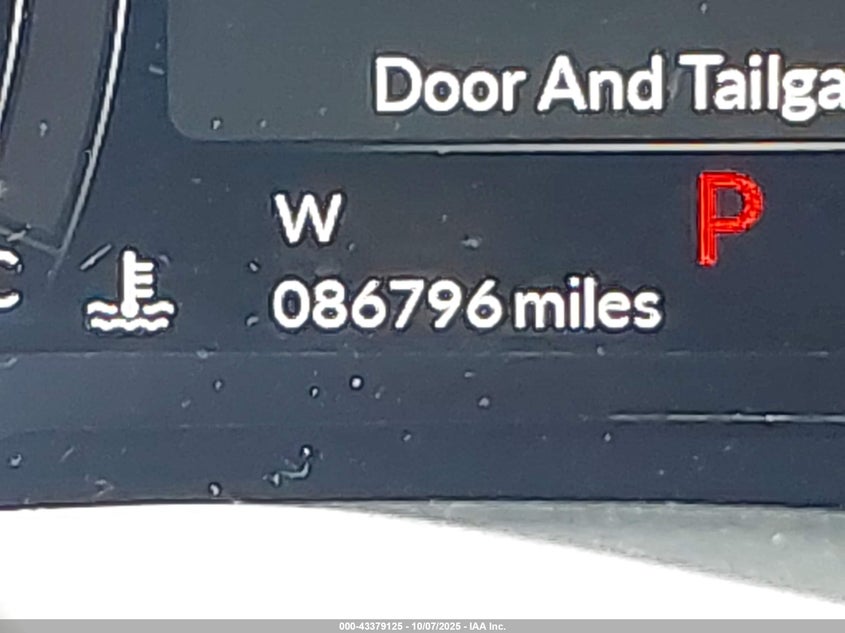 Door And Tailga
W
P
C
086796 miles
000-43379125 - 10/07/2025 - IAA Inc.